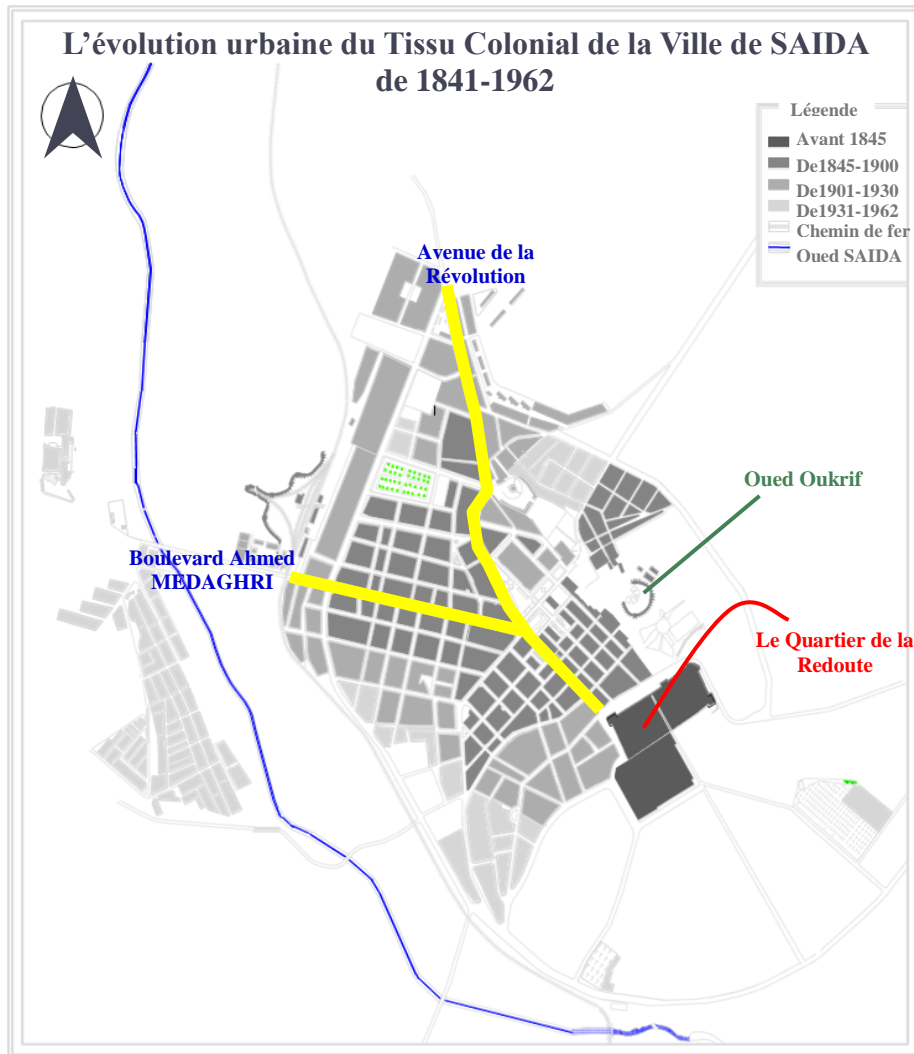 L'évolution urbaine du Tissu Colonial de la Ville de SAIDA
de 1841-1962
Légende
Avant 1845
De1845-1900
De1901-1930
De1931-1962
Chemin de fer
Oued SAIDA
Avenue de la
Révolution
Oued Oukrif
Boulevard Ahmed
MEDAGHRI
Le Quartier de la
Redoute